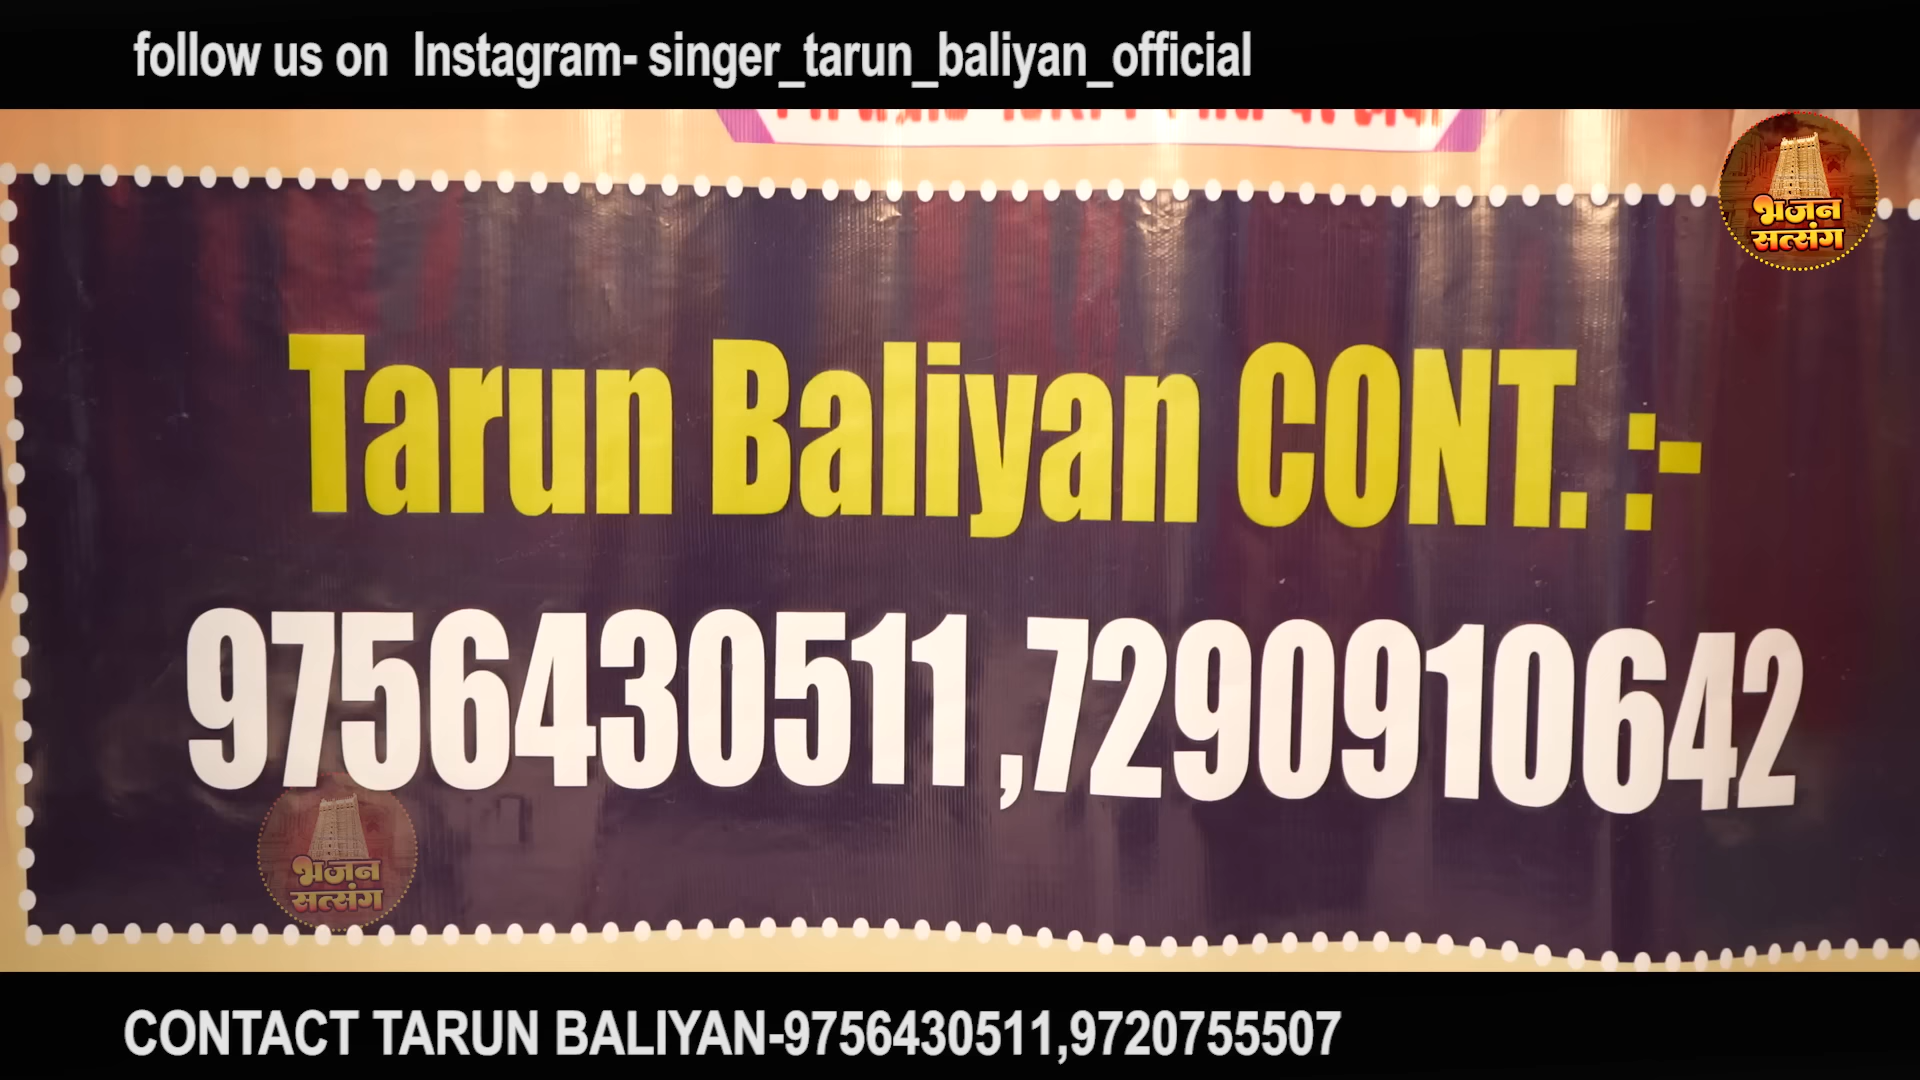 follow us on Instagram- singer_tarun_baliyan_official
भजन
सत्संग
Tarun Baliyan CONT. :-
9756430511 ,7290910642
भजन
सत्संग
CONTACT TARUN BALIYAN-9756430511,9720755507